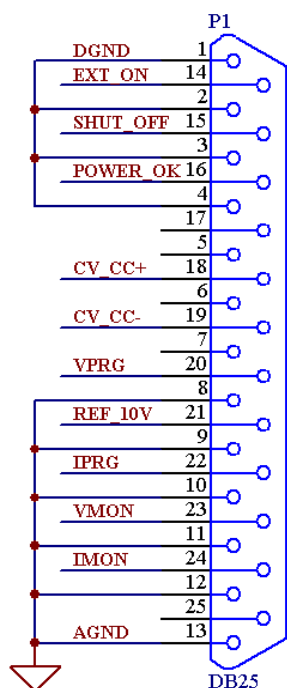 P1
DGND 1
EXT_ON 14
2
SHUT_OFF 15
3
POWER_OK 16
4
17
5
CV_CC+ 18
6
CV_CC- 19
7
VPRG 20
8
REF_10V 21
9
IPRG 22
10
VMON 23
11
IMON 24
12
25
AGND 13
DB25